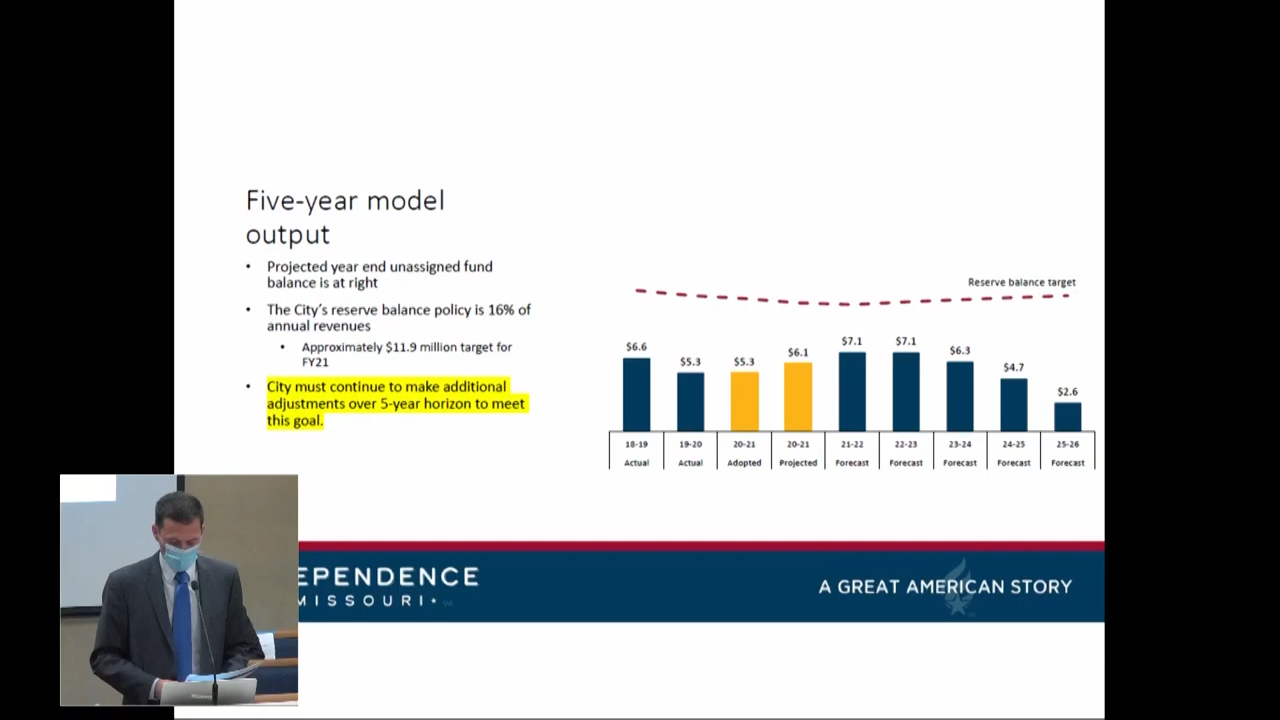 Five-year model
output
• Projected year end unassigned fund
balance is at right
• The City's reserve balance policy is 16% of
annual revenues
• Approximately $11.9 million target for
FY21
• City must continue to make additional
adjustments over 5-year horizon to meet
this goal.
Reserve balance target
$6.6 $5.3 $5.3 $6.1 $7.1 $7.1 $6.3 $4.7 $2.6
18-19 19-20 20-21 20-21 21-22 22-23 23-24 24-25 25-26
Actual Actual Adopted Projected Forecast Forecast Forecast Forecast Forecast
EPENDENCE
MISSOURI
A GREAT AMERICAN STORY